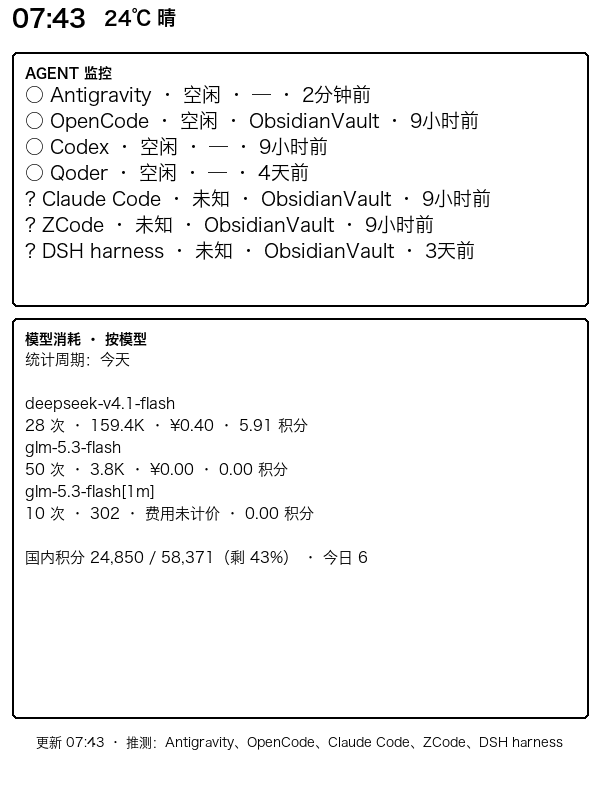 07:43 24℃ 晴
AGENT 监控
○ Antigravity · 空闲 · — · 2分钟前
○ OpenCode · 空闲 · ObsidianVault · 9小时前
○ Codex · 空闲 · — · 9小时前
○ Qoder · 空闲 · — · 4天前
? Claude Code · 未知 · ObsidianVault · 9小时前
? ZCode · 未知 · ObsidianVault · 9小时前
? DSH harness · 未知 · ObsidianVault · 3天前
模型消耗 · 按模型
统计周期：今天
deepseek-v4.1-flash
28 次 · 159.4K · ¥0.40 · 5.91 积分
glm-5.3-flash
50 次 · 3.8K · ¥0.00 · 0.00 积分
glm-5.3-flash[1m]
10 次 · 302 · 费用未计价 · 0.00 积分
国内积分 24,850 / 58,371（剩 43%） · 今日 6
更新 07:43 · 推测：Antigravity、OpenCode、Claude Code、ZCode、DSH harness